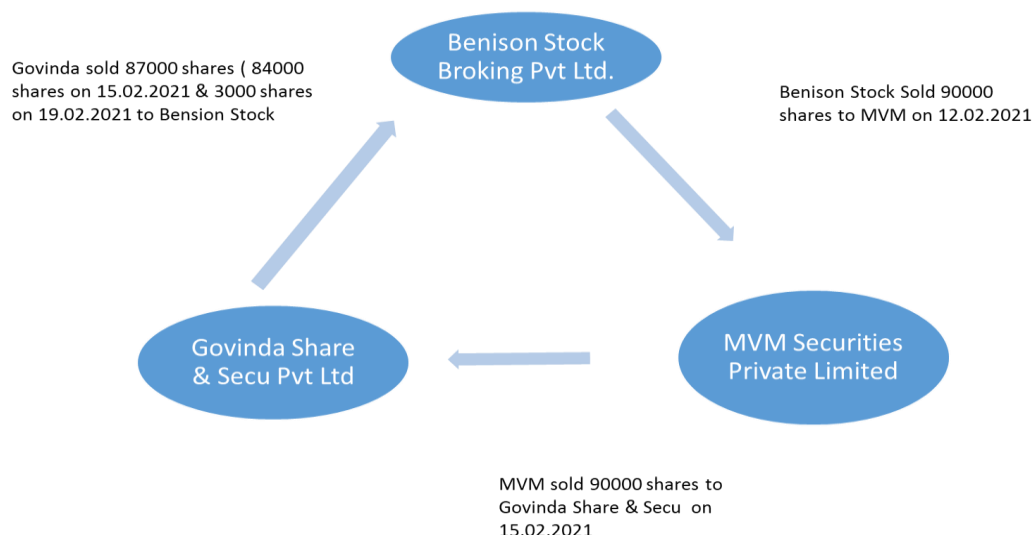 Benison Stock
Broking Pvt Ltd.
Govinda sold 87000 shares ( 84000
shares on 15.02.2021 & 3000 shares
on 19.02.2021 to Bension Stock
Benison Stock Sold 90000
shares to MVM on 12.02.2021
Govinda Share
& Secu Pvt Ltd
MVM Securities
Private Limited
MVM sold 90000 shares to
Govinda Share & Secu on
15.02.2021